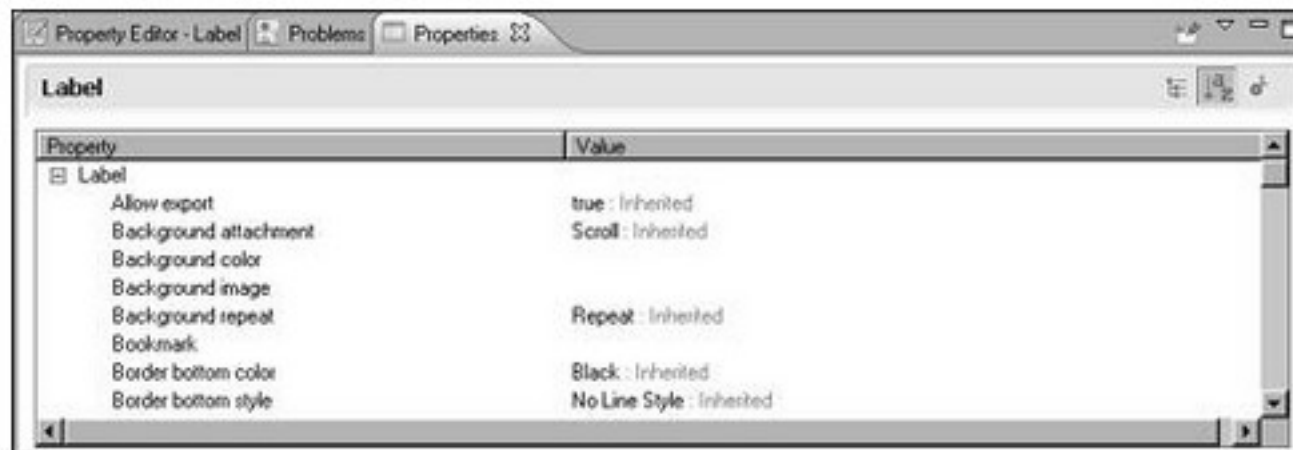 Property Editor - Label Problems Properties
Label
Property Value
Label
Allow export true : Inherited
Background attachment Scroll : Inherited
Background color
Background image
Background repeat Repeat : Inherited
Bookmark
Border bottom color Black : Inherited
Border bottom style No Line Style : Inherited